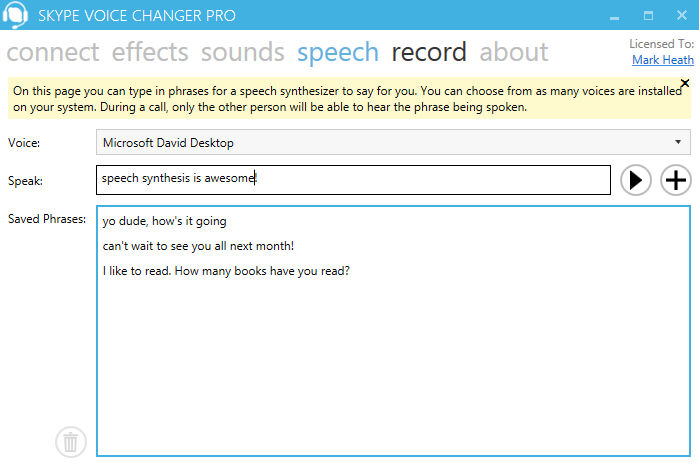 SKYPE VOICE CHANGER PRO
connect effects sounds speech record about
Licensed To:
Mark Heath
On this page you can type in phrases for a speech synthesizer to say for you. You can choose from as many voices are installed
on your system. During a call, only the other person will be able to hear the phrase being spoken.
Voice:
Microsoft David Desktop
Speak:
speech synthesis is awesome!
Saved Phrases:
yo dude, how's it going
can't wait to see you all next month!
I like to read. How many books have you read?